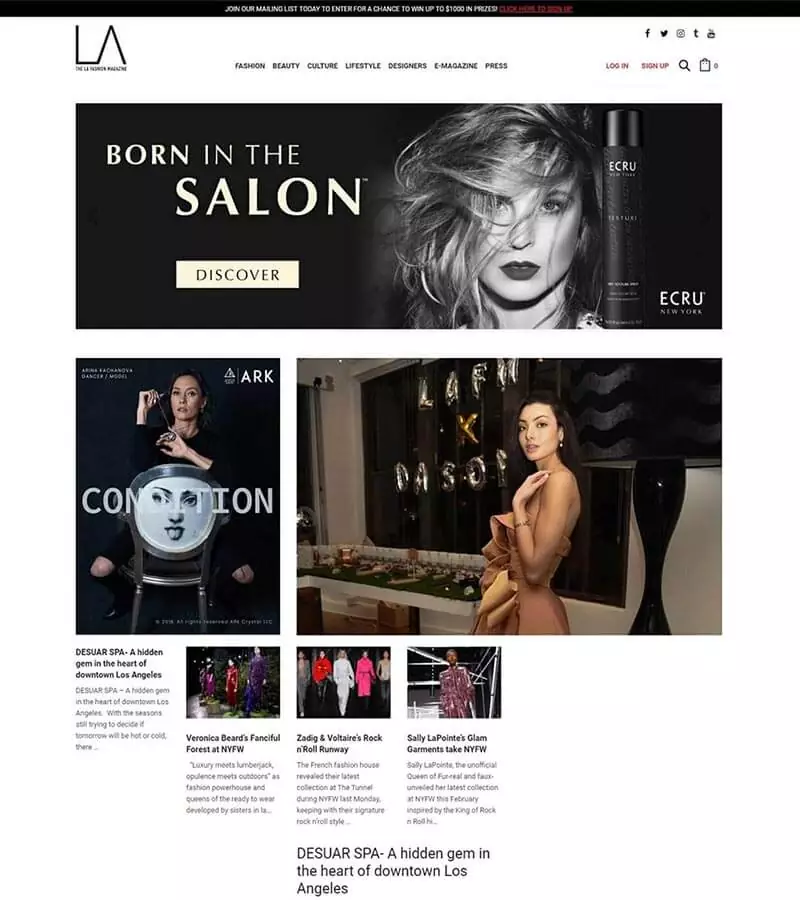 JOIN OUR MAILING LIST TODAY TO ENTER FOR A CHANCE TO WIN UP TO $1000 IN PRIZES! CLICK HERE TO SIGN UP
LA
THE LA FASHION MAGAZINE
FASHION BEAUTY CULTURE LIFESTYLE DESIGNERS E-MAGAZINE PRESS
LOG IN SIGN UP 0
BORN IN THE
SALON™
DISCOVER
ECRU
NEW YORK
TEXTURE
ECRU
NEW YORK
ARINA KACHANOVA
DANCER / MODEL
ARK
CONDITION
© 2018. All rights reserved ARK Crystal LLC
LAFM
X
DASOI
DESUAR SPA- A hidden
gem in the heart of
downtown Los Angeles
DESUAR SPA – A hidden gem
in the heart of downtown Los
Angeles. With the seasons
still trying to decide if
tomorrow will be hot or cold,
there ...
Veronica Beard's Fanciful
Forest at NYFW
“Luxury meets lumberjack,
opulence meets outdoors” as
fashion powerhouse and
queens of the ready to wear
developed by sisters in la...
Zadig & Voltaire's Rock
n'Roll Runway
The French fashion house
revealed their latest
collection at The Tunnel
during NYFW last Monday,
keeping with their signature
rock n'roll style ...
Sally LaPointe's Glam
Garments take NYFW
Sally LaPointe, the unofficial
Queen of Fur-real and faux-
unveiled her latest collection
at NYFW this February
inspired by the King of Rock
n Roll hi...
DESUAR SPA- A hidden gem in
the heart of downtown Los
Angeles